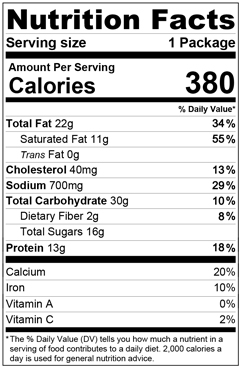 Nutrition Facts
Serving size 1 Package
Amount Per Serving
Calories 380
% Daily Value*
Total Fat 22g 34%
Saturated Fat 11g 55%
Trans Fat 0g
Cholesterol 40mg 13%
Sodium 700mg 29%
Total Carbohydrate 30g 10%
Dietary Fiber 2g 8%
Total Sugars 16g
Protein 13g 18%
Calcium 20%
Iron 10%
Vitamin A 0%
Vitamin C 2%
*The % Daily Value (DV) tells you how much a nutrient in a
serving of food contributes to a daily diet. 2,000 calories a
day is used for general nutrition advice.